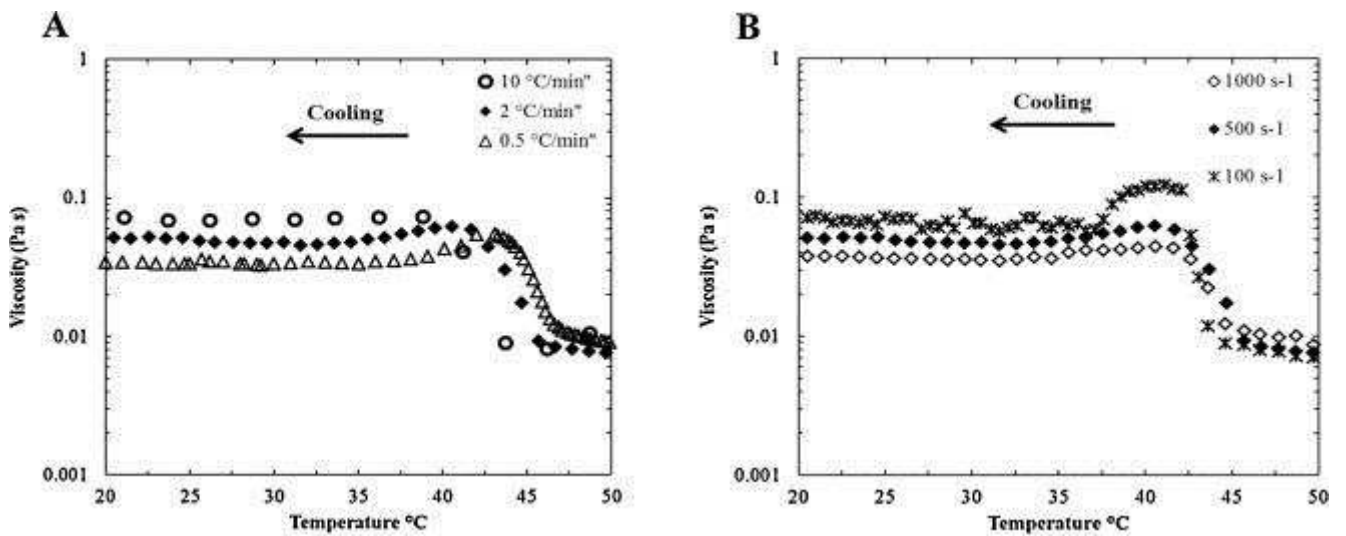 A
1
0.1
0.01
0.001
Viscosity (Pa s)
Cooling
10 °C/min"
2 °C/min"
0.5 °C/min"
20 25 30 35 40 45 50
Temperature °C
B
1
0.1
0.01
0.001
Viscosity (Pa s)
Cooling
1000 s-1
500 s-1
100 s-1
20 25 30 35 40 45 50
Temperature °C